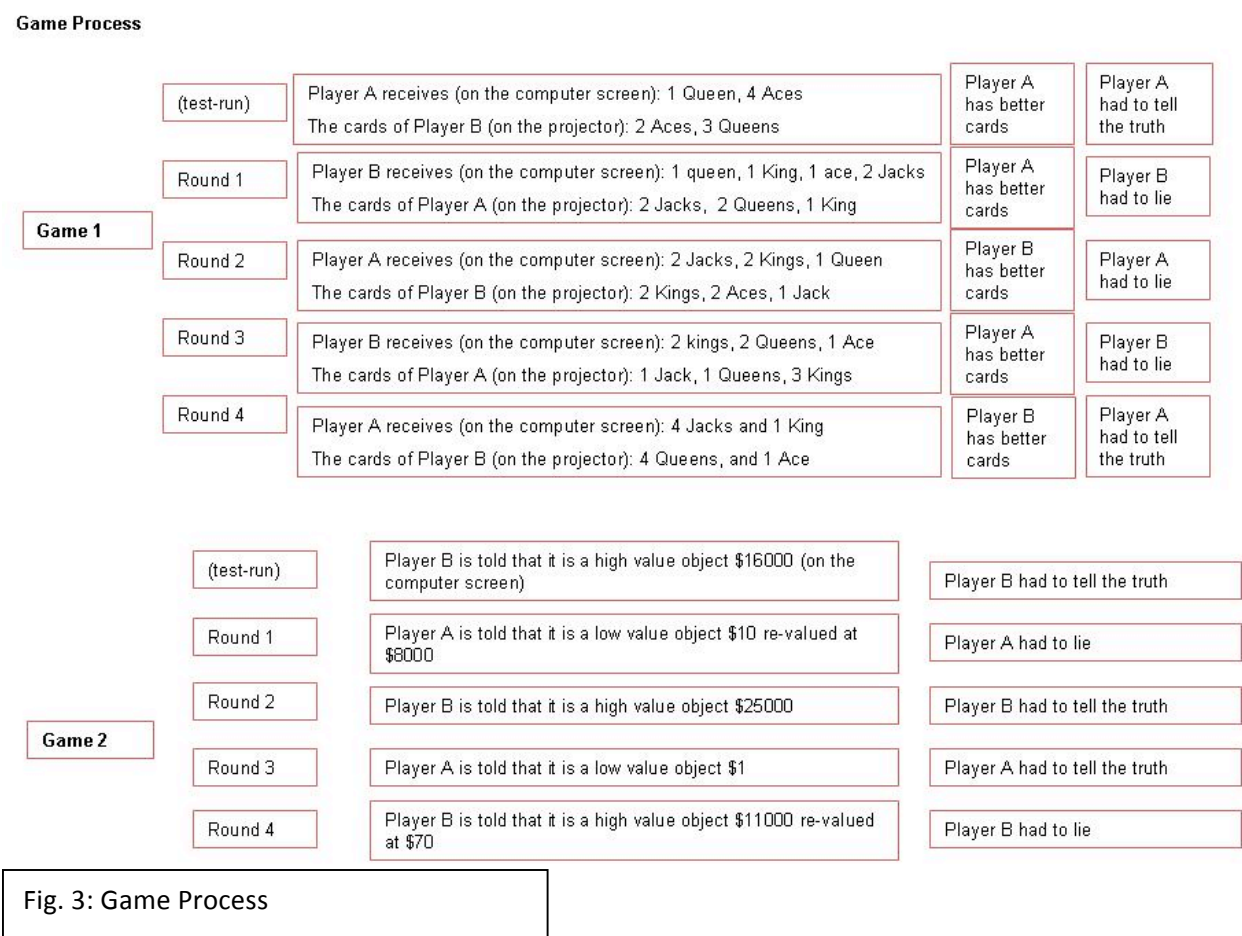 Game Process
(test-run)
Player A receives (on the computer screen): 1 Queen, 4 Aces
The cards of Player B (on the projector): 2 Aces, 3 Queens
Player A
has better
cards
Player A
had to tell
the truth
Game 1
Round 1
Player B receives (on the computer screen): 1 queen, 1 King, 1 ace, 2 Jacks
The cards of Player A (on the projector): 2 Jacks, 2 Queens, 1 King
Player A
has better
cards
Player B
had to lie
Round 2
Player A receives (on the computer screen): 2 Jacks, 2 Kings, 1 Queen
The cards of Player B (on the projector): 2 Kings, 2 Aces, 1 Jack
Player B
has better
cards
Player A
had to lie
Round 3
Player B receives (on the computer screen): 2 kings, 2 Queens, 1 Ace
The cards of Player A (on the projector): 1 Jack, 1 Queens, 3 Kings
Player A
has better
cards
Player B
had to lie
Round 4
Player A receives (on the computer screen): 4 Jacks and 1 King
The cards of Player B (on the projector): 4 Queens, and 1 Ace
Player B
has better
cards
Player A
had to tell
the truth
(test-run)
Player B is told that it is a high value object $16000 (on the
computer screen)
Player B had to tell the truth
Round 1
Player A is told that it is a low value object $10 re-valued at
$8000
Player A had to lie
Game 2
Round 2
Player B is told that it is a high value object $25000
Player B had to tell the truth
Round 3
Player A is told that it is a low value object $1
Player A had to tell the truth
Round 4
Player B is told that it is a high value object $11000 re-valued
at $70
Player B had to lie
Fig. 3: Game Process